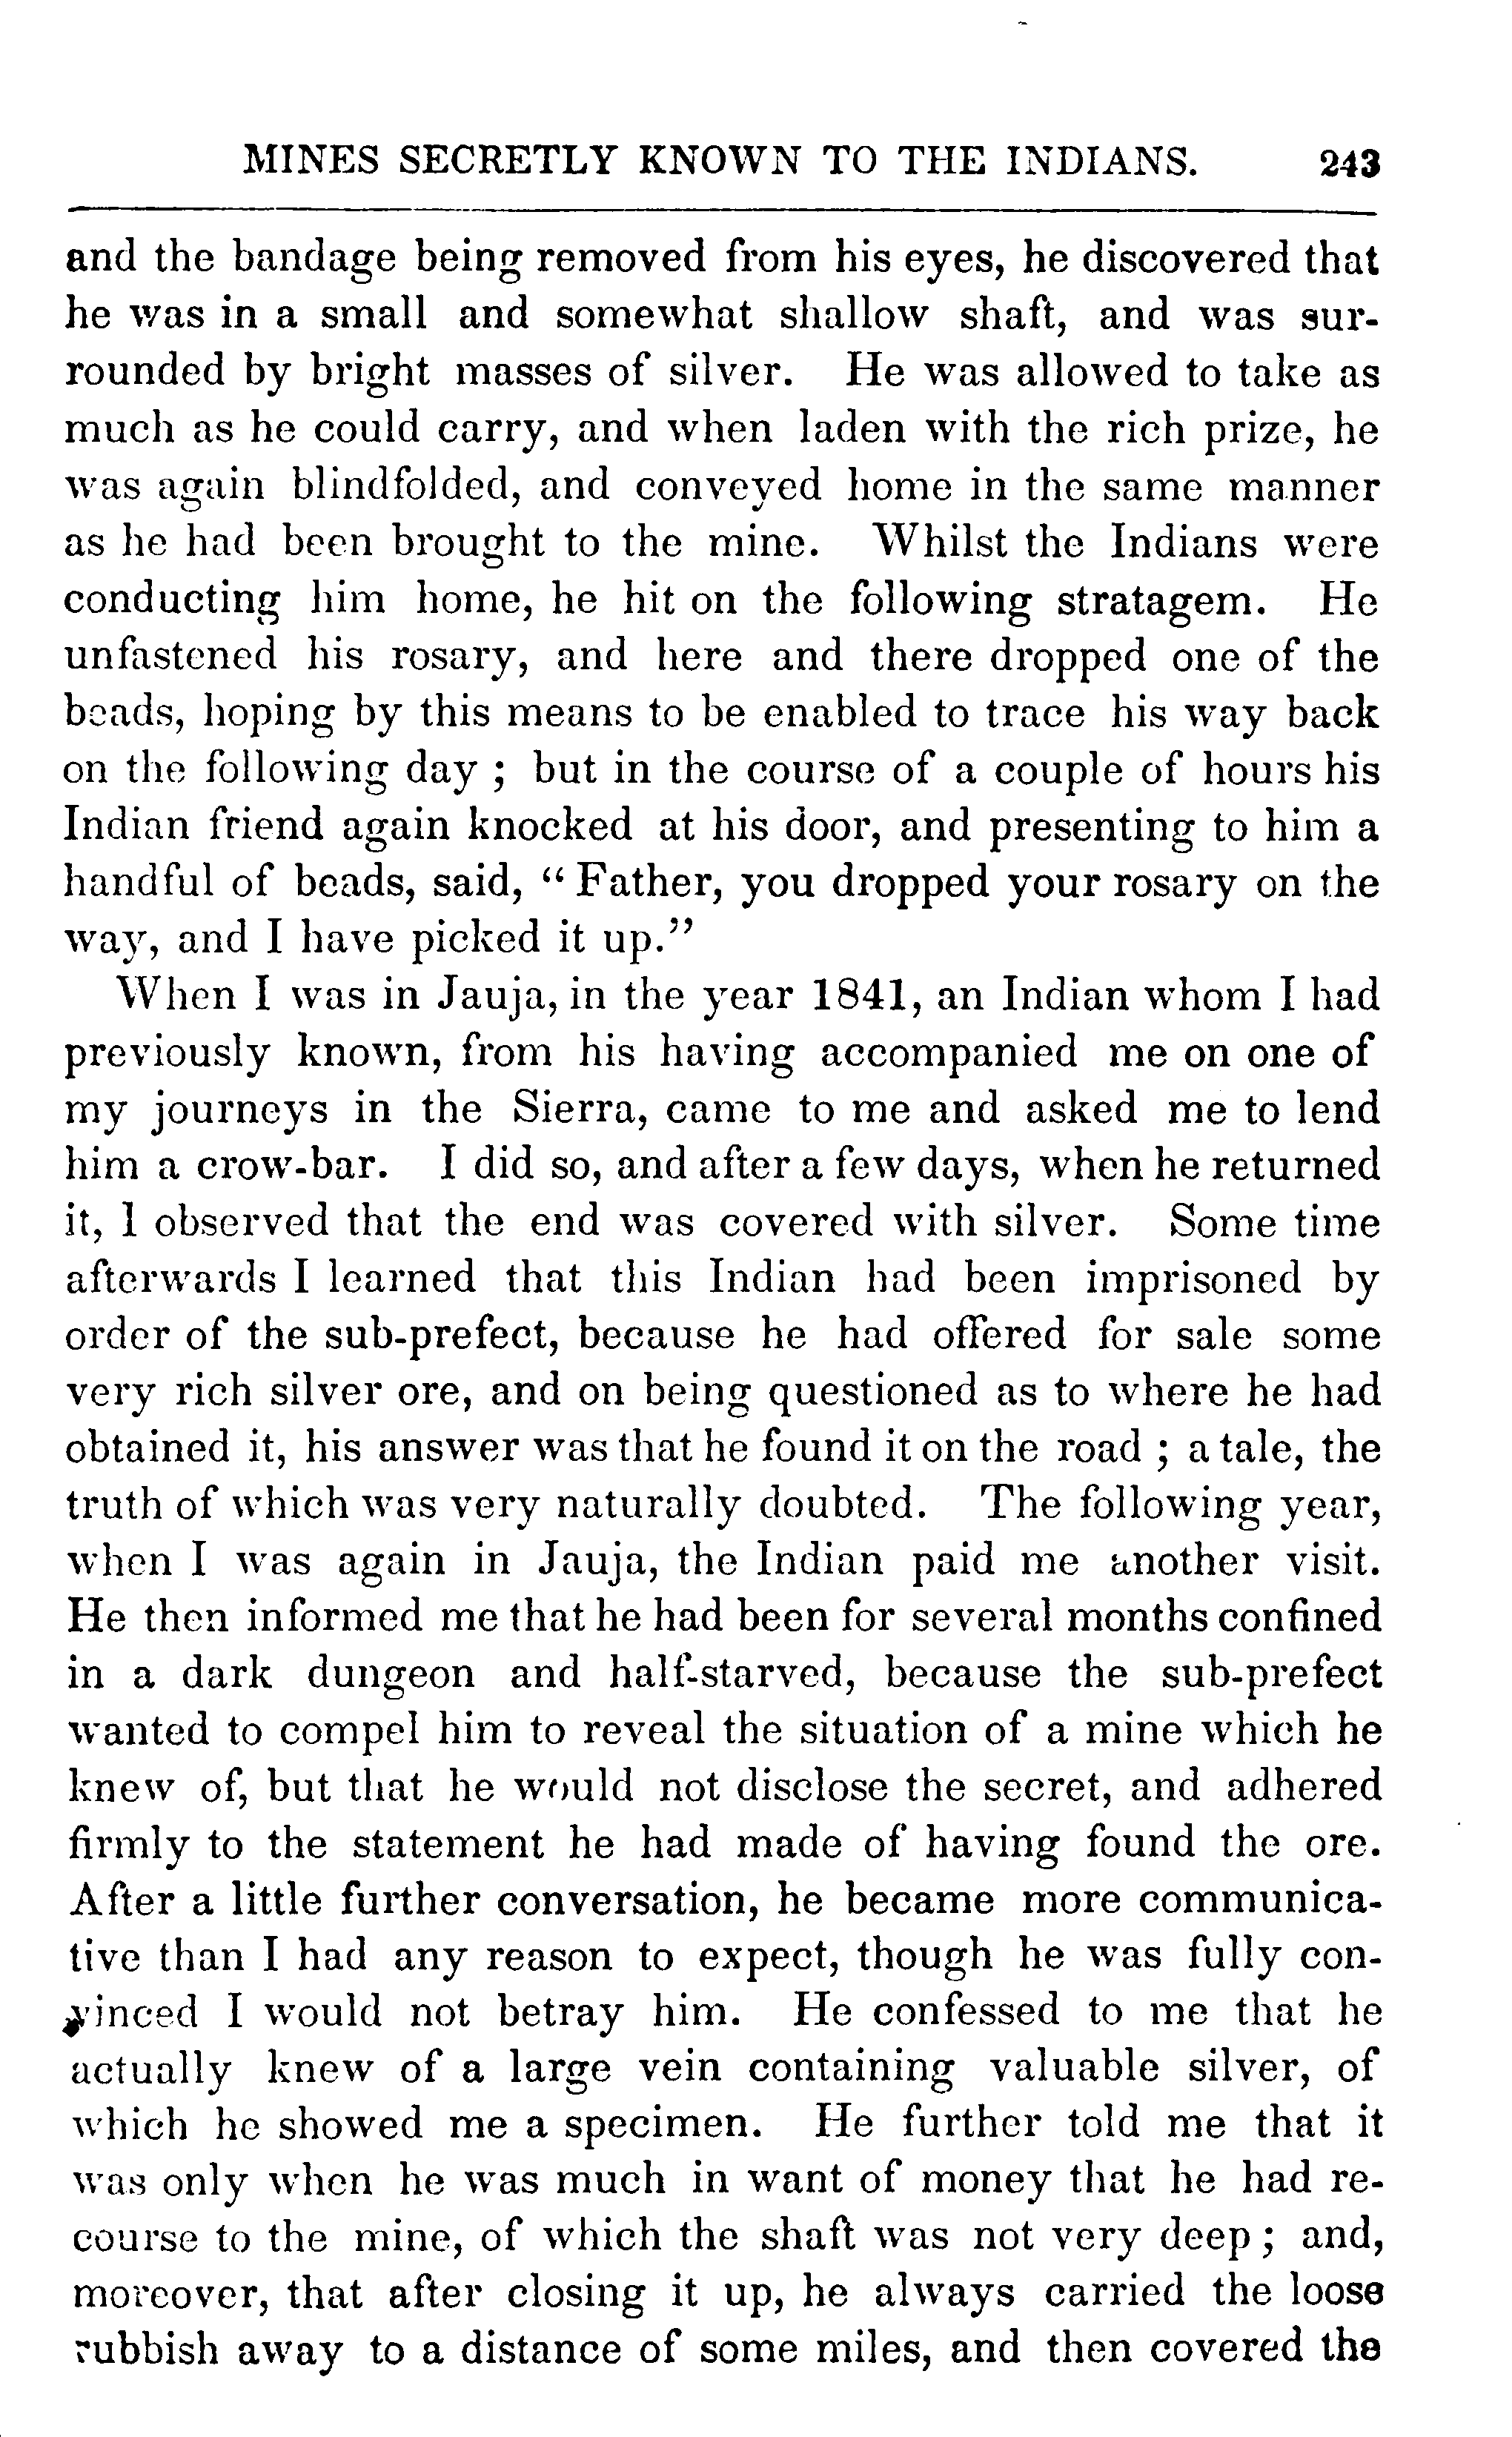 MINES SECRETLY KNOWN TO THE INDIANS. 243
and the bandage being removed from his eyes, he discovered that
he was in a small and somewhat shallow shaft, and was sur-
rounded by bright masses of silver. He was allowed to take as
much as he could carry, and when laden with the rich prize, he
was again blindfolded, and conveyed home in the same manner
as he had been brought to the mine. Whilst the Indians were
conducting him home, he hit on the following stratagem. He
unfastened his rosary, and here and there dropped one of the
beads, hoping by this means to be enabled to trace his way back
on the following day ; but in the course of a couple of hours his
Indian friend again knocked at his door, and presenting to him a
handful of beads, said, “ Father, you dropped your rosary on the
way, and I have picked it up.”
When I was in Jauja, in the year 1841, an Indian whom I had
previously known, from his having accompanied me on one of
my journeys in the Sierra, came to me and asked me to lend
him a crow-bar. I did so, and after a few days, when he returned
it, I observed that the end was covered with silver. Some time
afterwards I learned that this Indian had been imprisoned by
order of the sub-prefect, because he had offered for sale some
very rich silver ore, and on being questioned as to where he had
obtained it, his answer was that he found it on the road ; a tale, the
truth of which was very naturally doubted. The following year,
when I was again in Jauja, the Indian paid me another visit.
He then informed me that he had been for several months confined
in a dark dungeon and half-starved, because the sub-prefect
wanted to compel him to reveal the situation of a mine which he
knew of, but that he would not disclose the secret, and adhered
firmly to the statement he had made of having found the ore.
After a little further conversation, he became more communica-
tive than I had any reason to expect, though he was fully con-
vinced I would not betray him. He confessed to me that he
actually knew of a large vein containing valuable silver, of
which he showed me a specimen. He further told me that it
was only when he was much in want of money that he had re-
course to the mine, of which the shaft was not very deep ; and,
moreover, that after closing it up, he always carried the loose
rubbish away to a distance of some miles, and then covered the